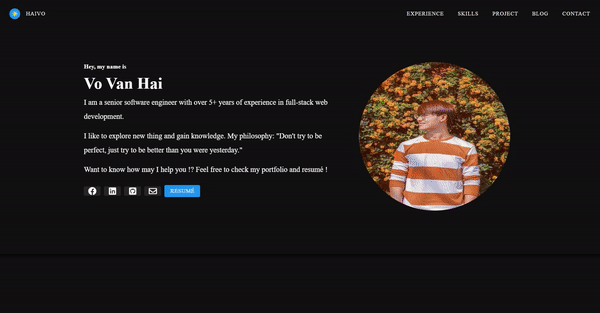 HAIVO
EXPERIENCE SKILLS PROJECT BLOG CONTACT
Hey, my name is
Vo Van Hai
I am a senior software engineer with over 5+ years of experience in full-stack web
development.
I like to explore new thing and gain knowledge. My philosophy: "Don't try to be
perfect, just try to be better than you were yesterday."
Want to know how may I help you !? Feel free to check my portfolio and resumé !
RESUMÉ